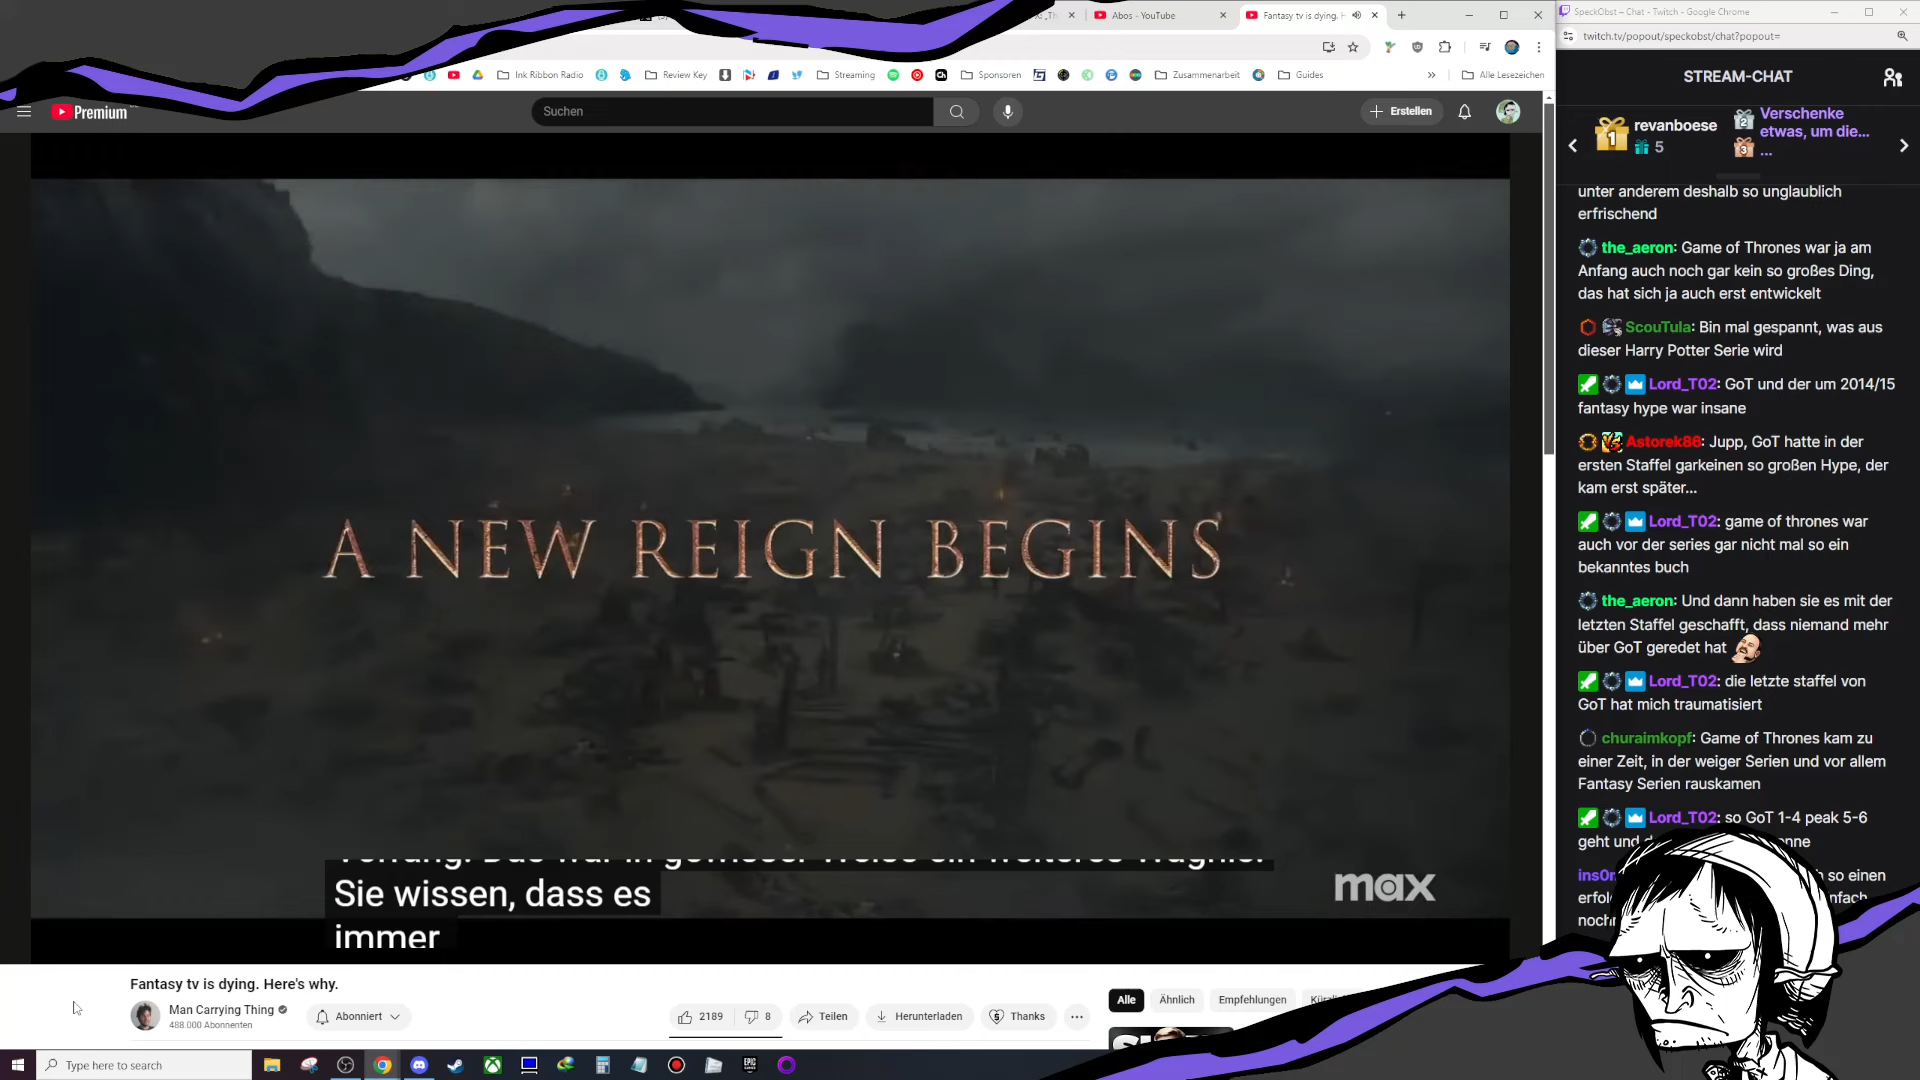 Abos - YouTube
Fantasy tv is dying. H
SpeckObst – Chat - Twitch - Google Chrome
twitch.tv/popout/speckobst/chat?popout=
Ink Ribbon Radio
Review Key
Streaming
Sponsoren
Zusammenarbeit
Guides
»
Alle Lesezeichen
Premium
Suchen
Erstellen
A NEW REIGN BEGINS
Sie wissen, dass es
immer
max
Fantasy tv is dying. Here's why.
Man Carrying Thing
488.000 Abonnenten
Abonniert
2189
8
Teilen
Herunterladen
Thanks
Alle
Ähnlich
Empfehlungen
Type here to search
STREAM-CHAT
1
revanboese
5
2
3
Verschenke
etwas, um die...
...
unter anderem deshalb so unglaublich
erfrischend
the_aeron: Game of Thrones war ja am
Anfang auch noch gar kein so großes Ding,
das hat sich ja auch erst entwickelt
ScouTula: Bin mal gespannt, was aus
dieser Harry Potter Serie wird
Lord_T02: GoT und der um 2014/15
fantasy hype war insane
Astorek86: Jupp, GoT hatte in der
ersten Staffel garkeinen so großen Hype, der
kam erst später...
Lord_T02: game of thrones war
auch vor der series gar nicht mal so ein
bekanntes buch
the_aeron: Und dann haben sie es mit der
letzten Staffel geschafft, dass niemand mehr
über GoT geredet hat
Lord_T02: die letzte staffel von
GoT hat mich traumatisiert
churaimkopf: Game of Thrones kam zu
einer Zeit, in der weiger Serien und vor allem
Fantasy Serien rauskamen
Lord_T02: so GoT 1-4 peak 5-6
geht und
so einen